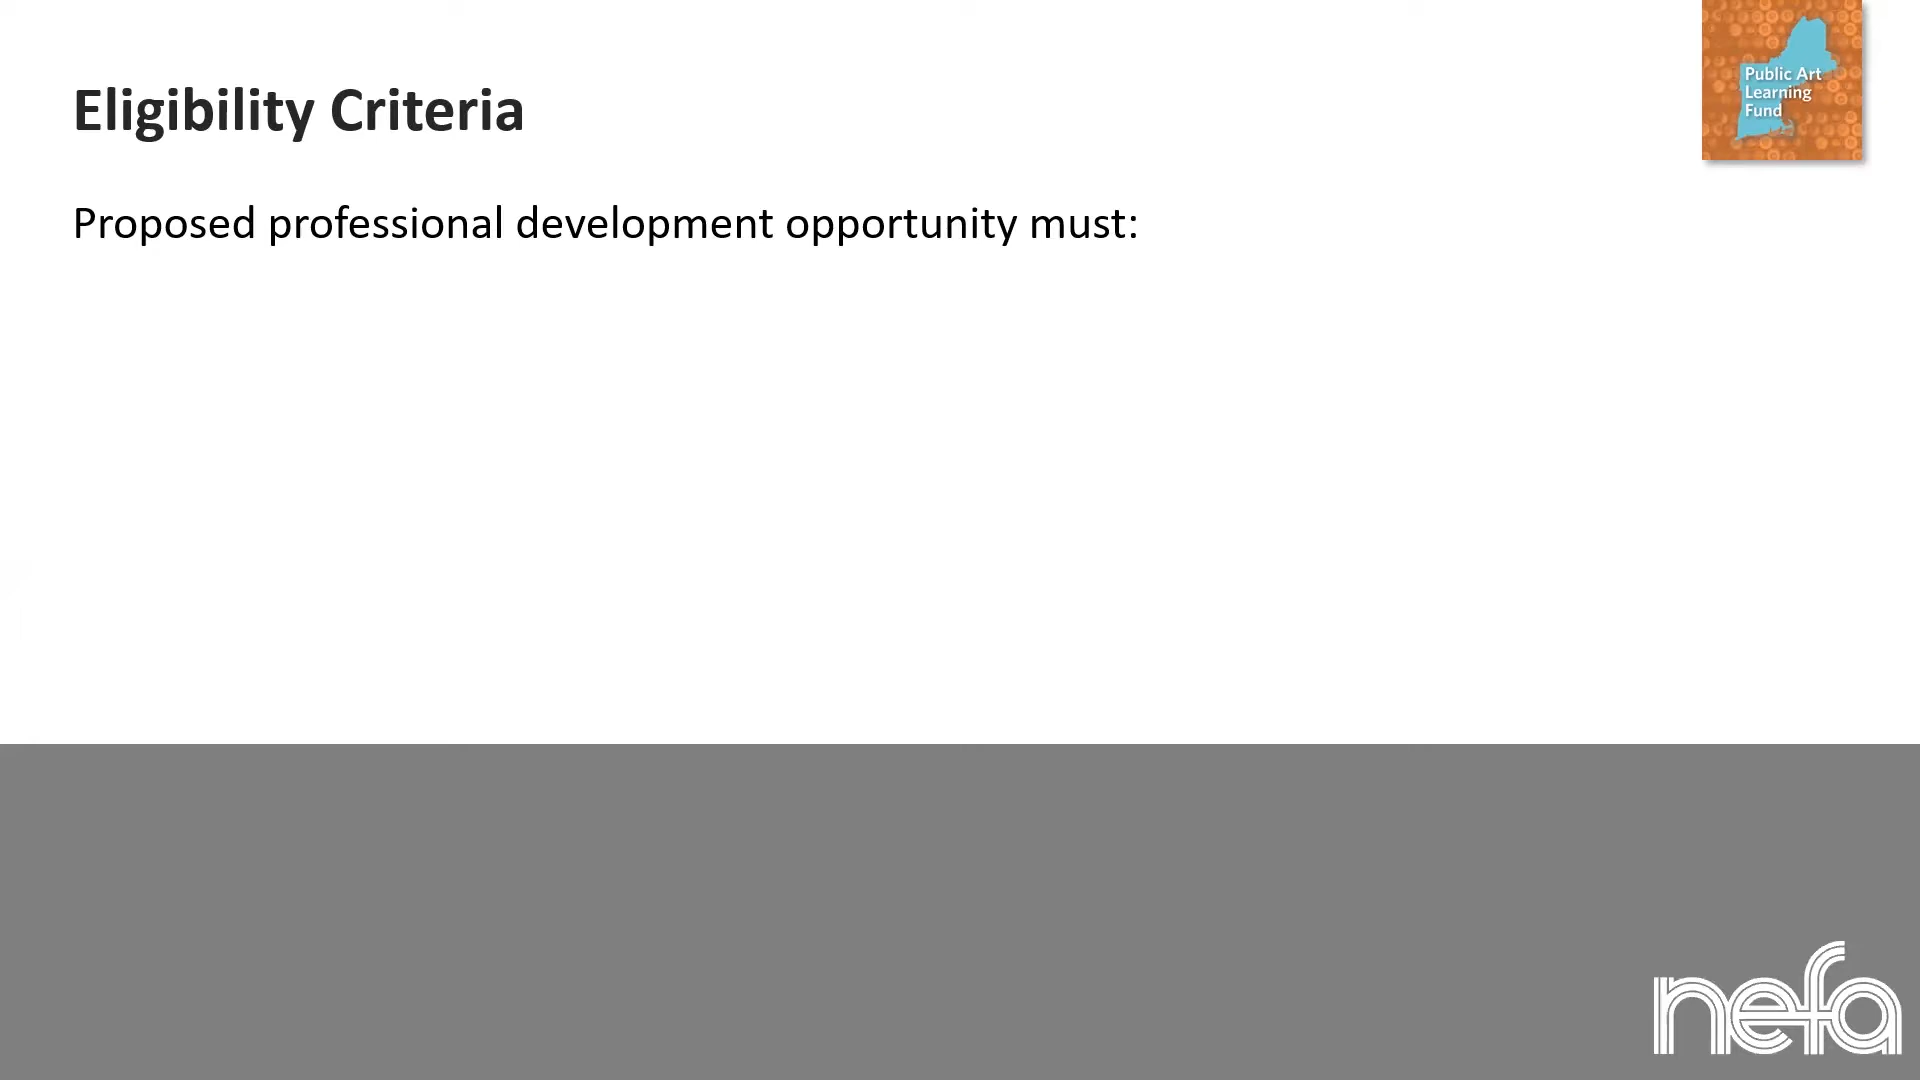 Eligibility Criteria
Public Art
Learning
Fund
Proposed professional development opportunity must:
nefa